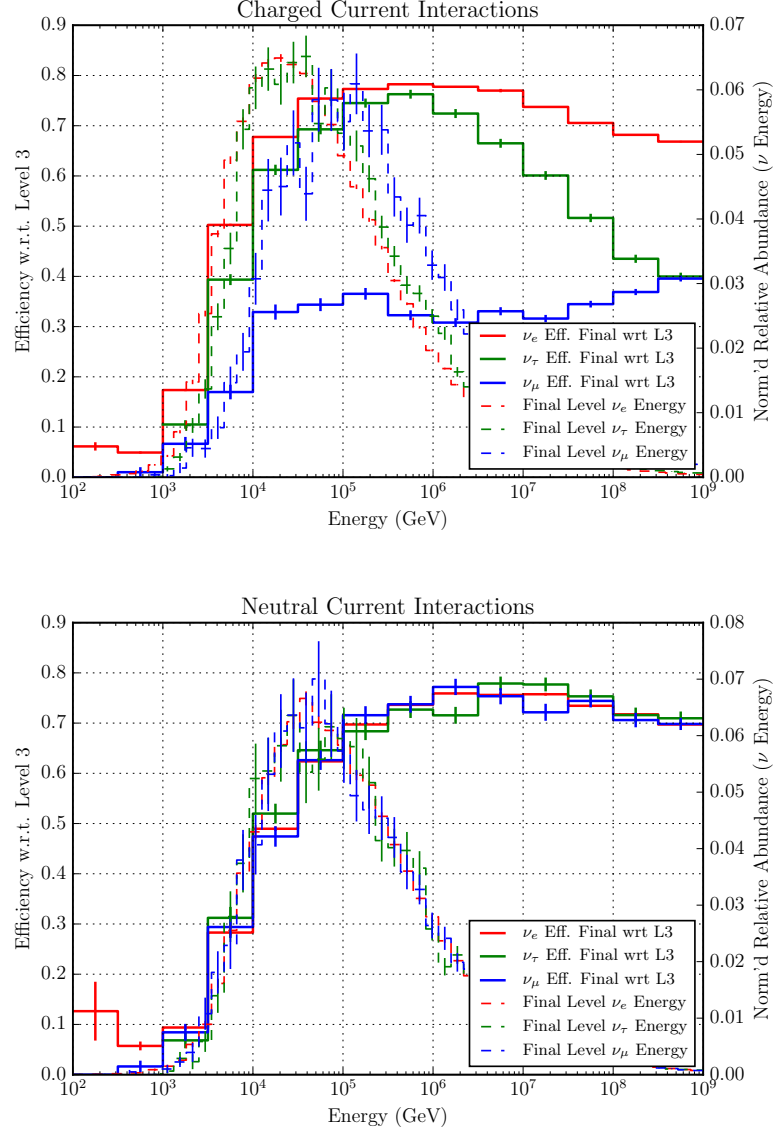 Charged Current Interactions
0.9
0.8
0.7
0.6
0.5
0.4
0.3
0.2
0.1
0.0
Efficiency w.r.t. Level 3
0.07
0.06
0.05
0.04
0.03
0.02
0.01
0.00
Norm'd Relative Abundance (ν Energy)
ν_e Eff. Final wrt L3
ν_τ Eff. Final wrt L3
ν_μ Eff. Final wrt L3
Final Level ν_e Energy
Final Level ν_τ Energy
Final Level ν_μ Energy
10^2 10^3 10^4 10^5 10^6 10^7 10^8 10^9
Energy (GeV)
Neutral Current Interactions
0.9
0.8
0.7
0.6
0.5
0.4
0.3
0.2
0.1
0.0
Efficiency w.r.t. Level 3
0.08
0.07
0.06
0.05
0.04
0.03
0.02
0.01
0.00
Norm'd Relative Abundance (ν Energy)
ν_e Eff. Final wrt L3
ν_τ Eff. Final wrt L3
ν_μ Eff. Final wrt L3
Final Level ν_e Energy
Final Level ν_τ Energy
Final Level ν_μ Energy
10^2 10^3 10^4 10^5 10^6 10^7 10^8 10^9
Energy (GeV)